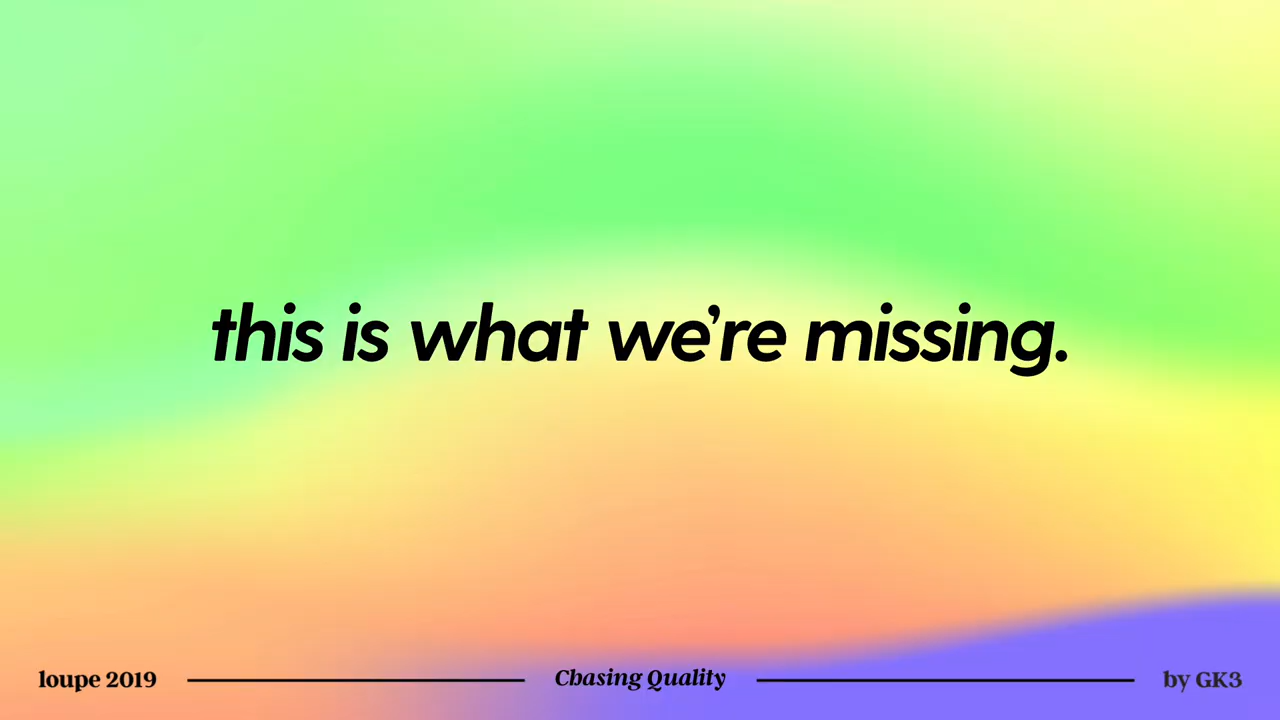 this is what we’re missing.
loupe 2019 Chasing Quality by GK3